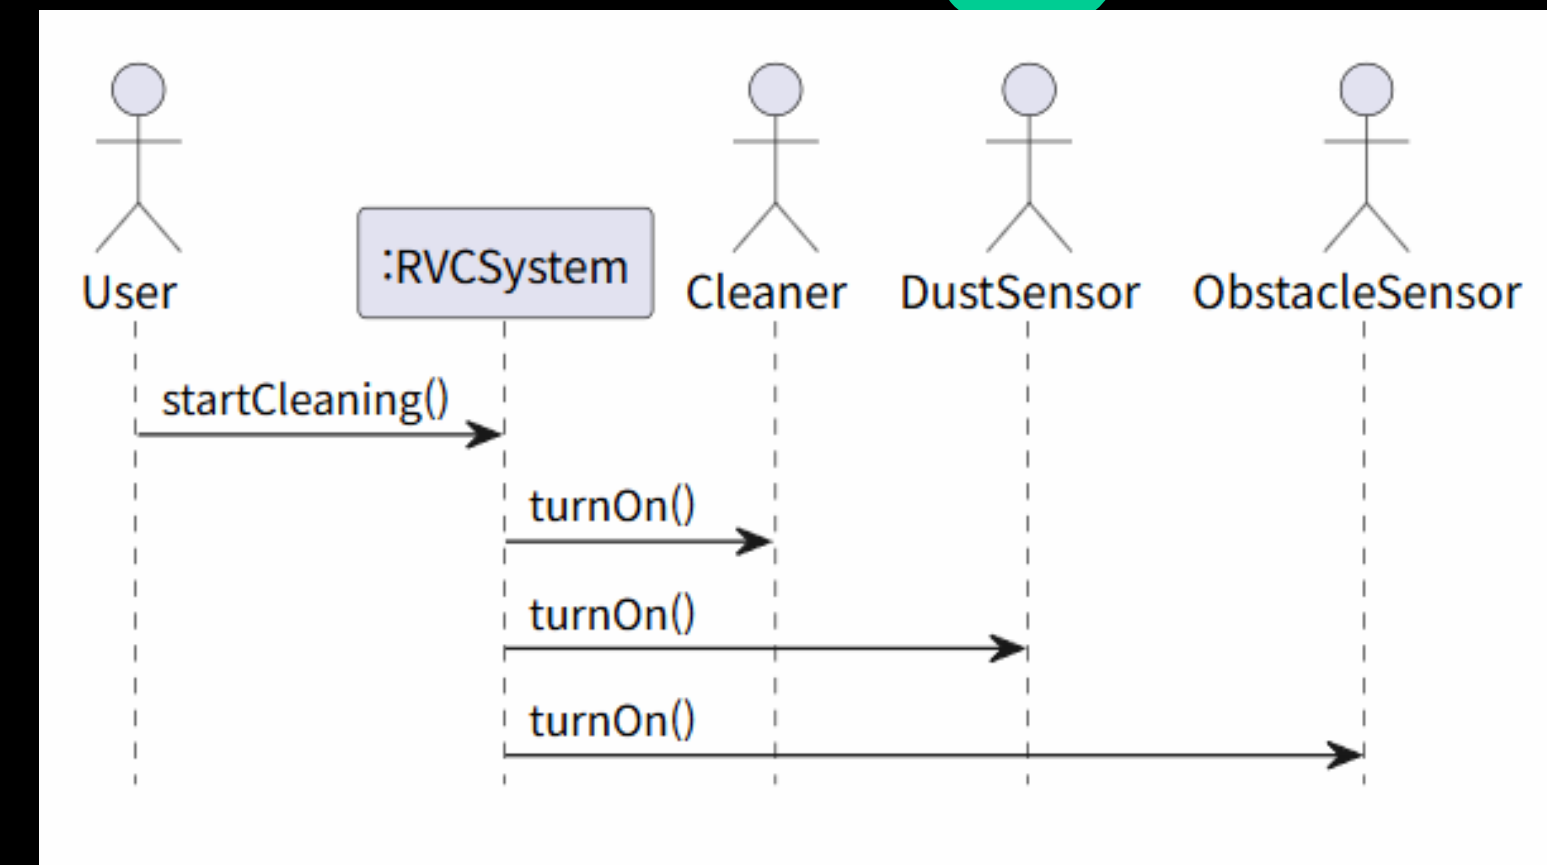 User
:RVCSystem
Cleaner
DustSensor
ObstacleSensor
startCleaning()
turnOn()
turnOn()
turnOn()